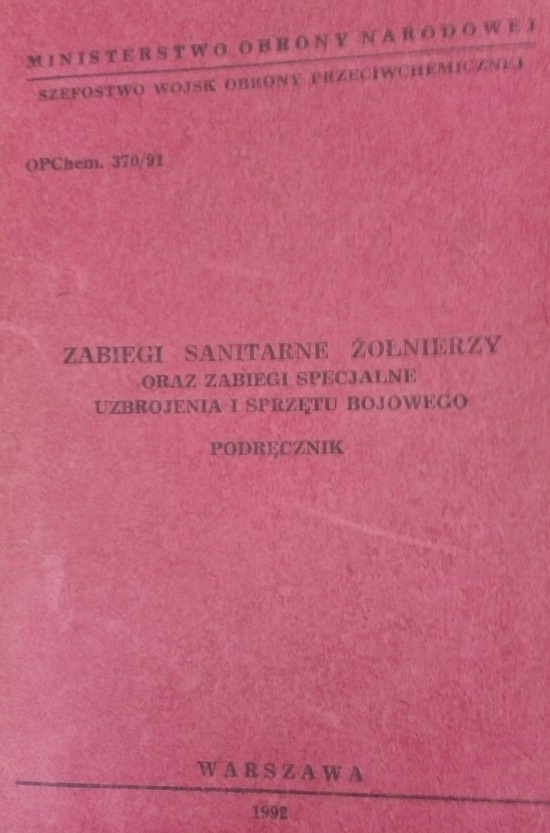 MINISTERSTWO OBRONY NARODOWEJ
SZEFOSTWO WOJSK OBRONY PRZECIWCHEMICZNEJ
OPChem. 370/91
ZABIEGI SANITARNE ŻOŁNIERZY
ORAZ ZABIEGI SPECJALNE
UZBROJENIA I SPRZĘTU BOJOWEGO
PODRĘCZNIK
WARSZAWA
1992